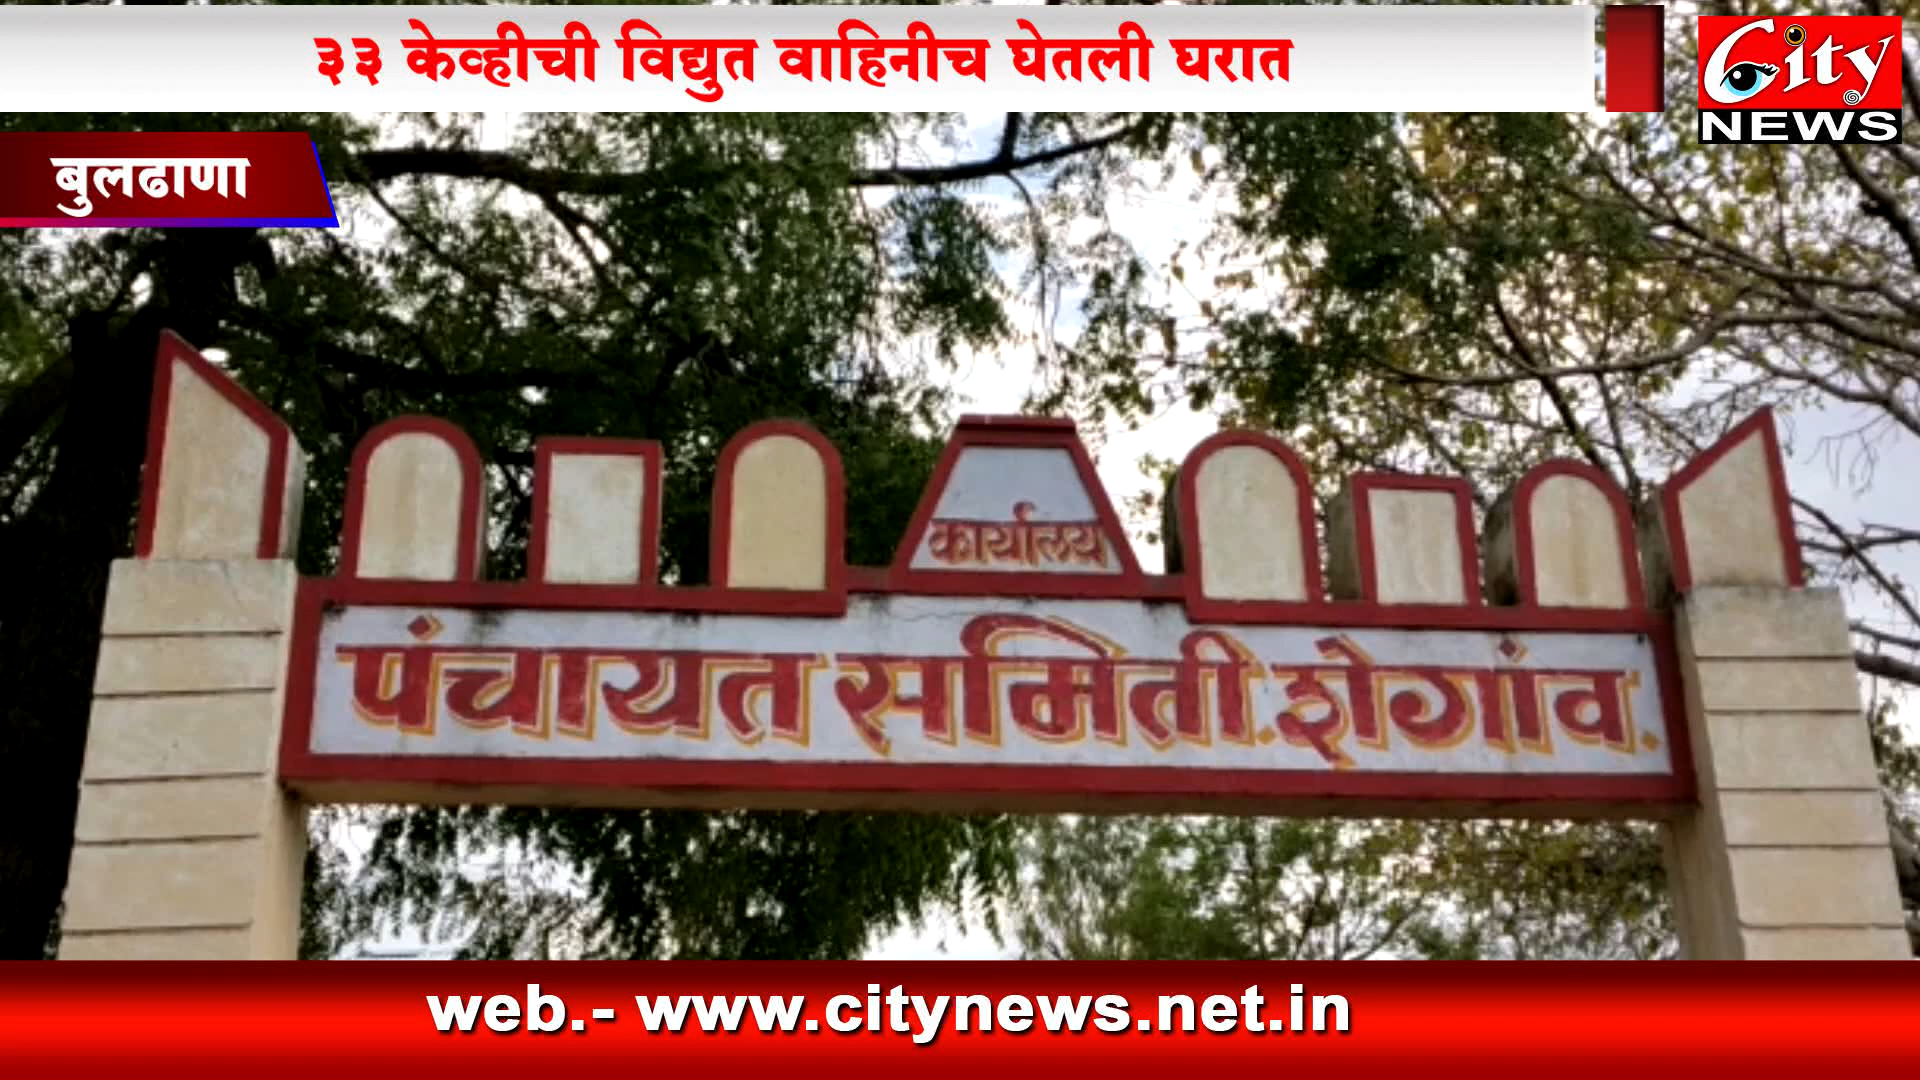 ३३ केव्हीची विद्युत वाहिनीच घेतली घरात
City
NEWS
बुलढाणा
कार्यालय
पंचायत समिती.शेगांव.
web.- www.citynews.net.in